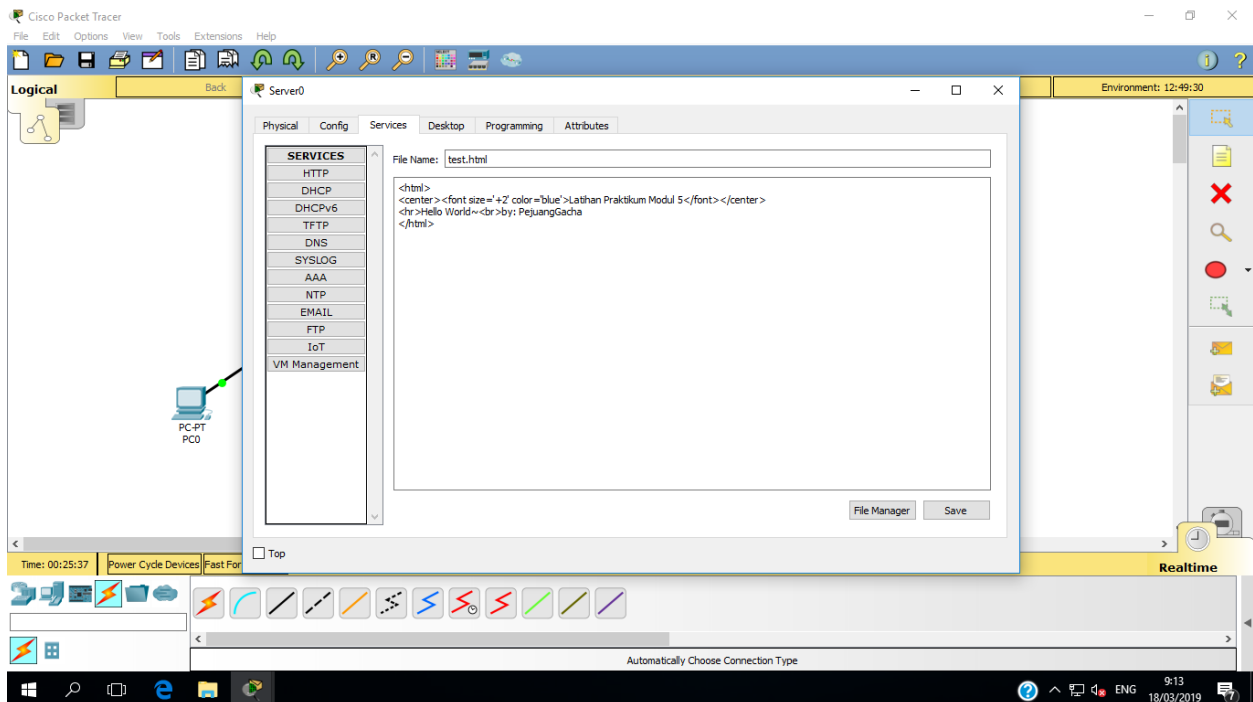 Cisco Packet Tracer
File Edit Options View Tools Extensions Help
Logical
Back
Environment: 12:49:30
Server0
Physical Config Services Desktop Programming Attributes
SERVICES
HTTP
DHCP
DHCPv6
TFTP
DNS
SYSLOG
AAA
NTP
EMAIL
FTP
IoT
VM Management
File Name: test.html
<html>
<center><font size='+2' color='blue'>Latihan Praktikum Modul 5</font></center>
<hr>Hello World~<br>by: PejuangGacha
</html>
File Manager Save
Top
PC-PT
PC0
Time: 00:25:37 Power Cycle Devices Fast For
Realtime
Automatically Choose Connection Type
ENG
9:13
18/03/2019